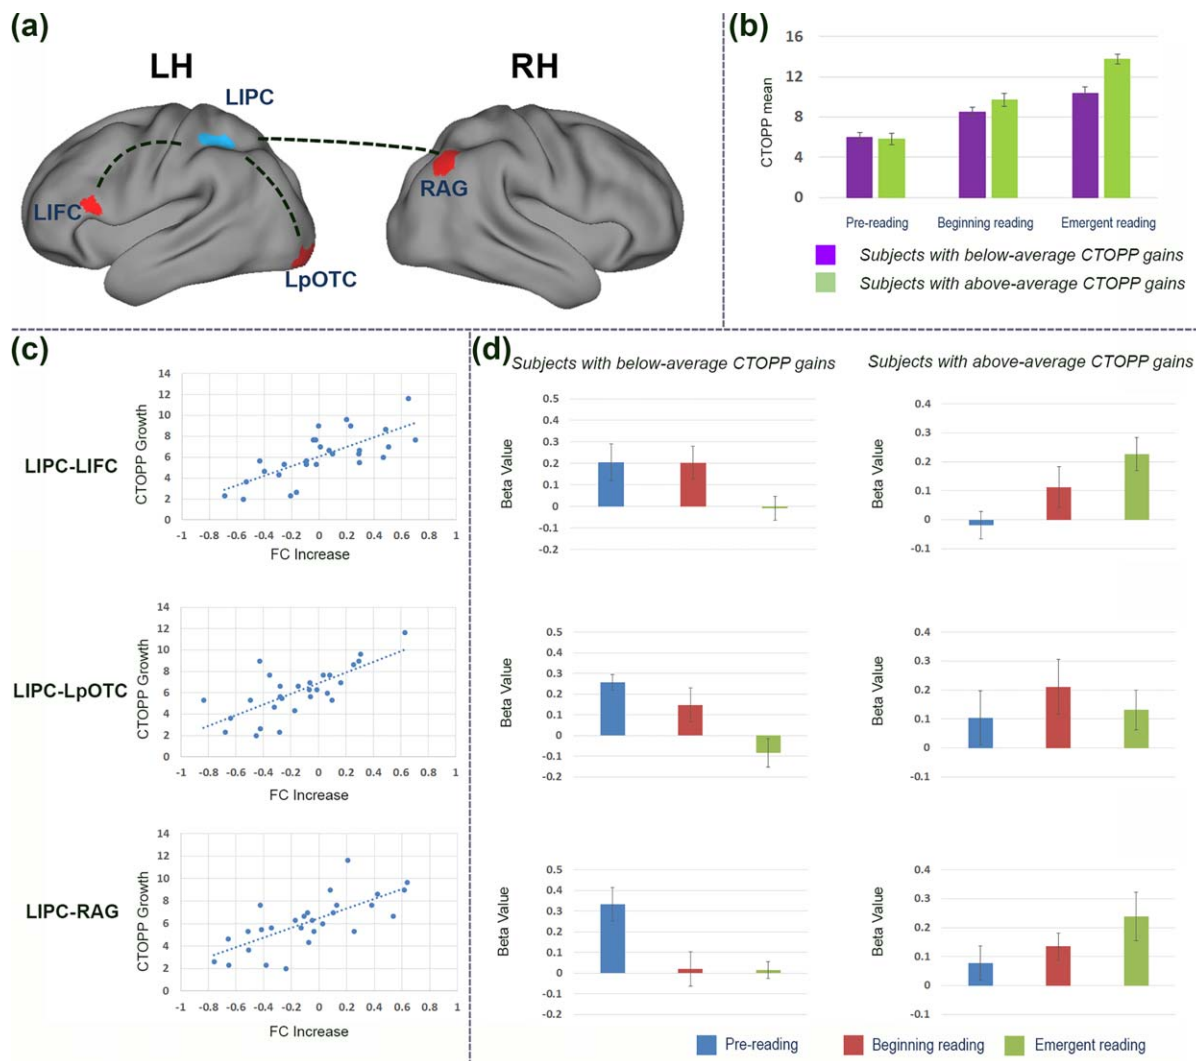 (a)
LH
RH
LIPC
LIFC
RAG
LpOTC
(b)
CTOPP mean
16
12
8
4
0
Pre-reading Beginning reading Emergent reading
Subjects with below-average CTOPP gains
Subjects with above-average CTOPP gains
(c)
LIPC-LIFC
CTOPP Growth
14
12
10
8
6
4
2
0
-1 -0.8 -0.6 -0.4 -0.2 0 0.2 0.4 0.6 0.8 1
FC Increase
LIPC-LpOTC
CTOPP Growth
14
12
10
8
6
4
2
0
-1 -0.8 -0.6 -0.4 -0.2 0 0.2 0.4 0.6 0.8 1
FC Increase
LIPC-RAG
CTOPP Growth
14
12
10
8
6
4
2
0
-1 -0.8 -0.6 -0.4 -0.2 0 0.2 0.4 0.6 0.8 1
FC Increase
(d)
Subjects with below-average CTOPP gains
Subjects with above-average CTOPP gains
Beta Value
0.5
0.4
0.3
0.2
0.1
0
-0.1
-0.2
Beta Value
0.4
0.3
0.2
0.1
0
-0.1
Beta Value
0.5
0.4
0.3
0.2
0.1
0
-0.1
-0.2
Beta Value
0.4
0.3
0.2
0.1
0
-0.1
Beta Value
0.5
0.4
0.3
0.2
0.1
0
-0.1
-0.2
Beta Value
0.4
0.3
0.2
0.1
0
-0.1
Pre-reading Beginning reading Emergent reading